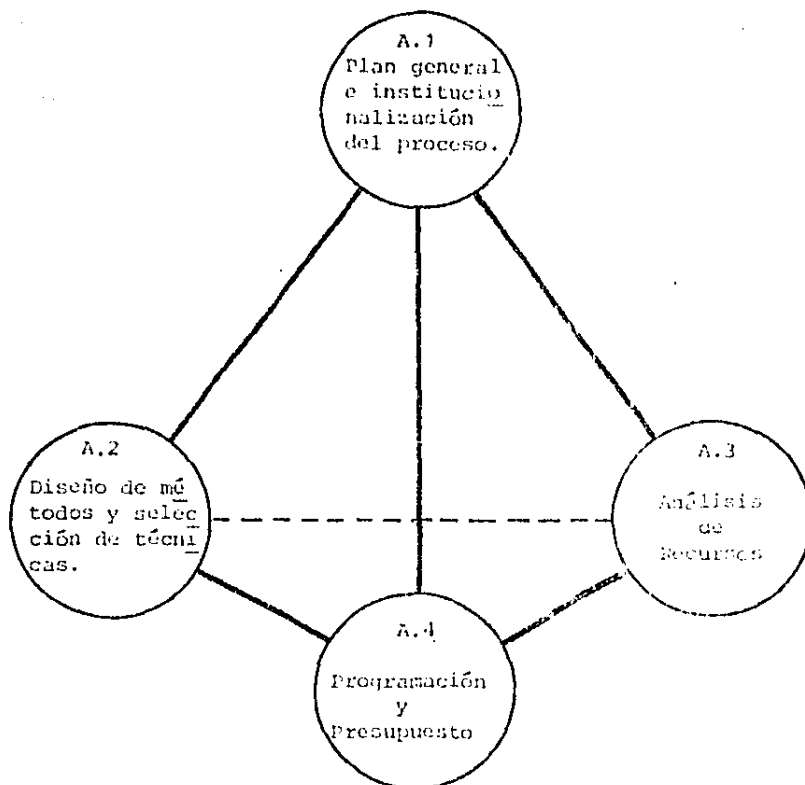 A.1
Plan general
e institucio
nalización
del proceso.
A.2
Diseño de mé
todos y selec
ción de técni
cas.
A.3
Análisis
de
Recursos
A.4
Programación
y
Presupuesto